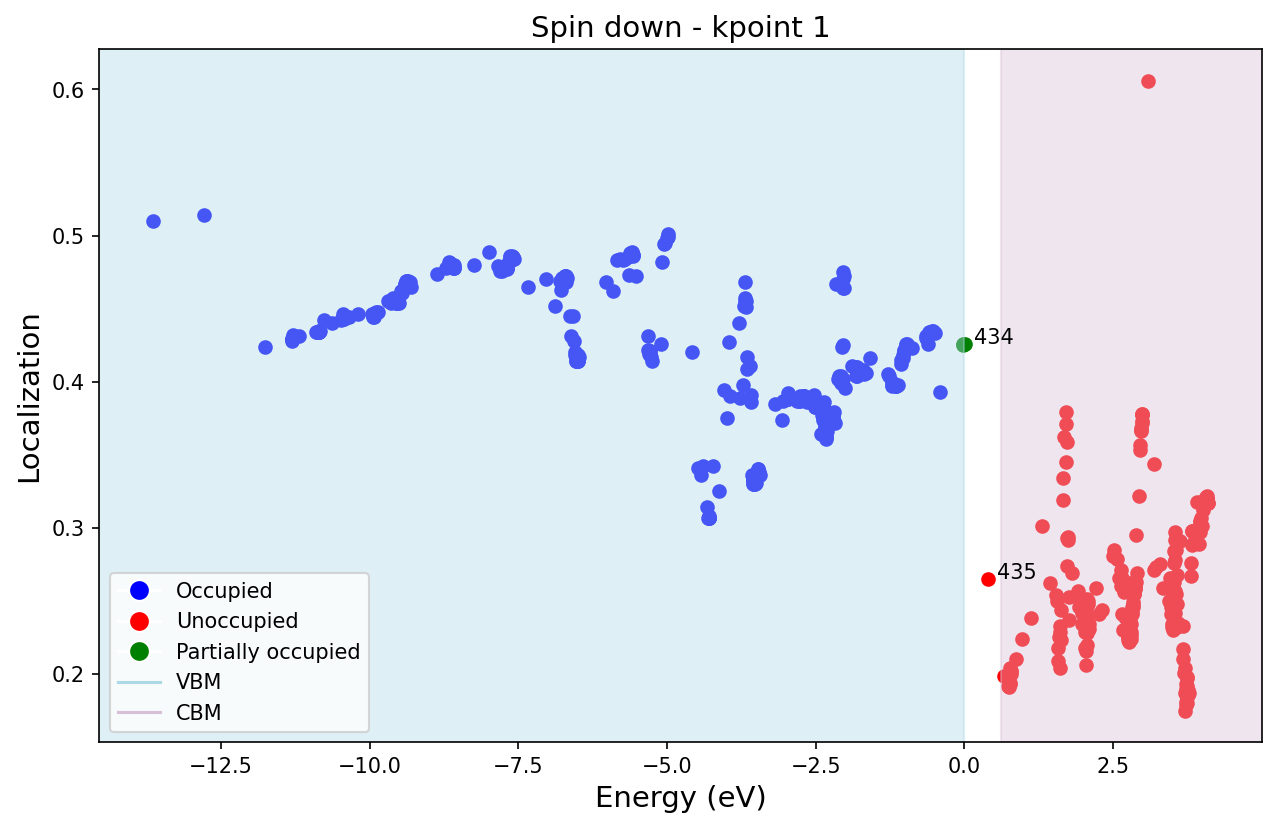 Spin down - kpoint 1
Localization
0.6
0.5
0.4
0.3
0.2
434
435
Occupied
Unoccupied
Partially occupied
VBM
CBM
−12.5 −10.0 −7.5 −5.0 −2.5 0.0 2.5
Energy (eV)